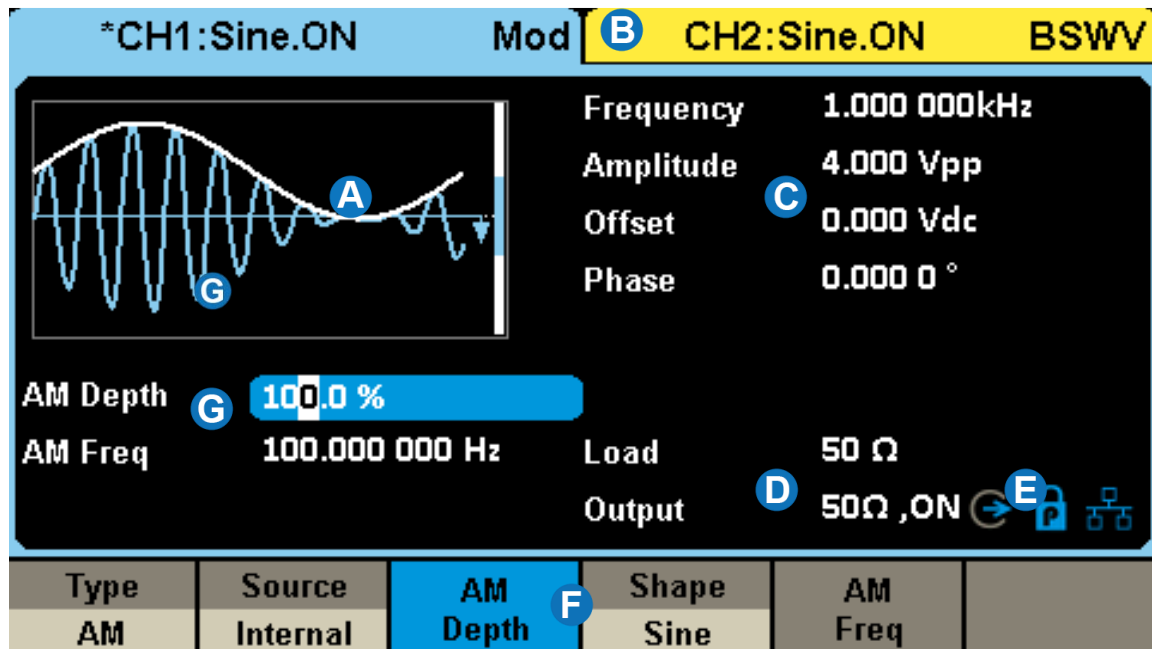 *CH1:Sine.ON Mod B CH2:Sine.ON BSWV
Frequency 1.000 000kHz
Amplitude 4.000 Vpp
A C
Offset 0.000 Vdc
Phase 0.000 0 °
G
AM Depth G 100.0 %
AM Freq 100.000 000 Hz
Load 50 Ω
D E
Output 50Ω ,ON P
Type Source AM Depth F Shape AM Freq
AM Internal Sine